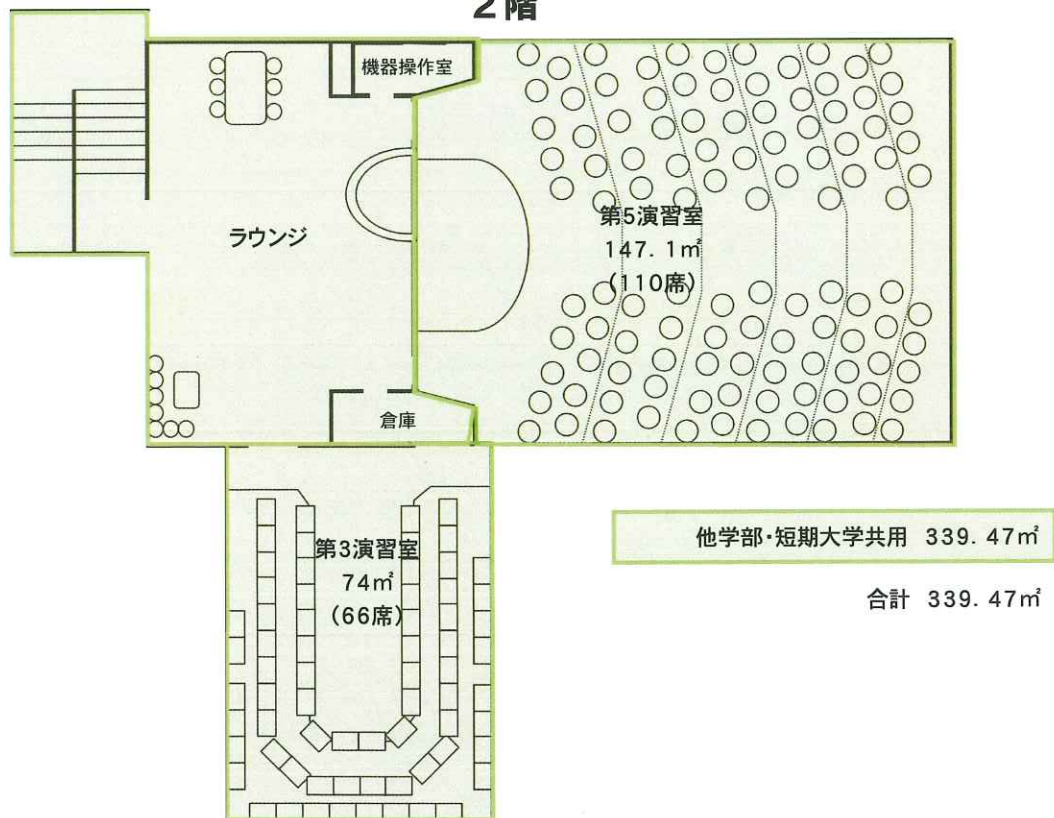 2階
機器操作室
ラウンジ
第5演習室
147. 1㎡
(110席)
倉庫
第3演習室
74㎡
(66席)
他学部・短期大学共用 339. 47㎡
合計 339. 47㎡